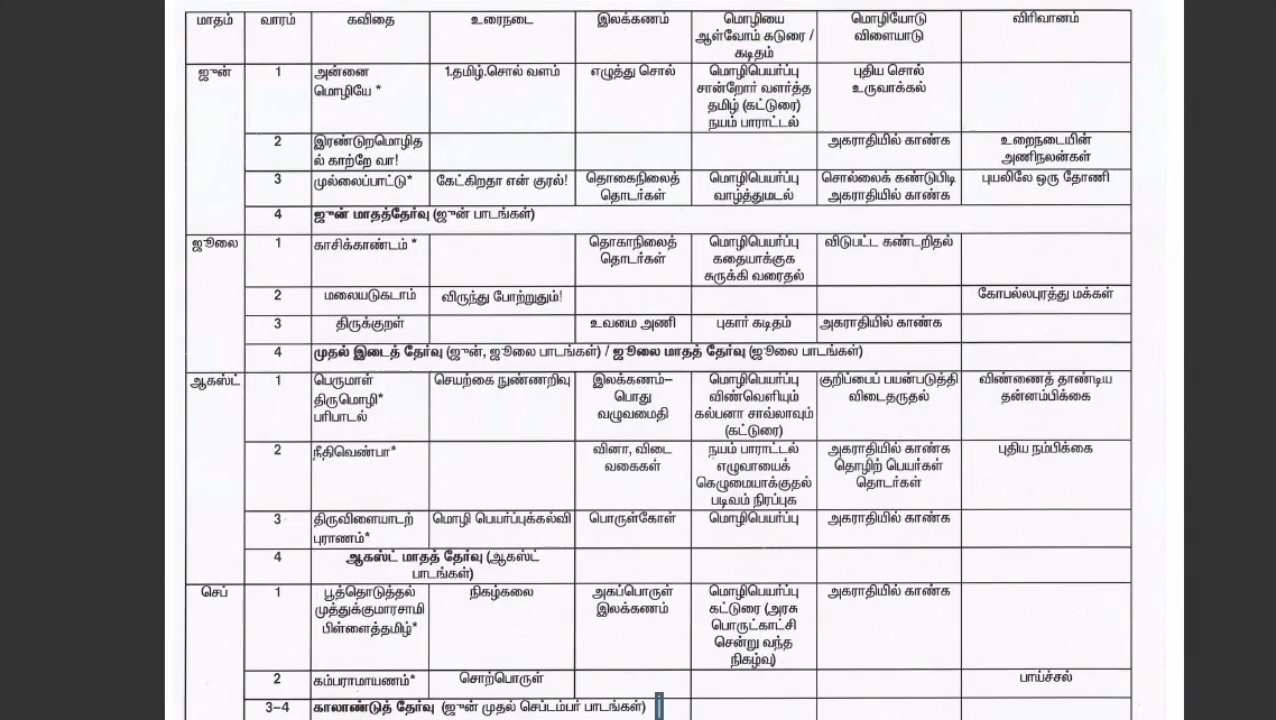 மாதம் வாரம் கவிதை உரைநடை இலக்கணம் மொழியை ஆள்வோம் கடுரை / கடிதம் மொழியோடு விளையாடு விரிவானம்
ஜுன் 1 அன்னை மொழியே * 1.தமிழ்.சொல் வளம் எழுத்து சொல் மொழிபெயர்ப்பு சான்றோர் வளர்த்த தமிழ் (கட்டுரை) நயம் பாராட்டல் புதிய சொல் உருவாக்கல்
2 இரண்டுறமொழிதல் காற்றே வா! அகராதியில் காண்க உறைநடையின் அணிநலன்கள்
3 முல்லைப்பாட்டு* கேட்கிறதா என் குரல்! தொகைநிலைத் தொடர்கள் மொழிபெயர்ப்பு வாழ்த்துமடல் சொல்லைக் கண்டுபிடி அகராதியில் காண்க புயலிலே ஒரு தோணி
4 ஜுன் மாதத்தேர்வு (ஜுன் பாடங்கள்)
ஜூலை 1 காசிக்காண்டம் * தொகாநிலைத் தொடர்கள் மொழிபெயர்ப்பு கதையாக்குக சுருக்கி வரைதல் விடுபட்ட கண்டறிதல்
2 மலையடுகடாம் விருந்து போற்றுதும்! கோபல்லபுரத்து மக்கள்
3 திருக்குறள் உவமை அணி புகார் கடிதம் அகராதியில் காண்க
4 முதல் இடைத் தேர்வு (ஜுன், ஜூலை பாடங்கள்) / ஜூலை மாதத் தேர்வு (ஜூலை பாடங்கள்)
ஆகஸ்ட் 1 பெருமாள் திருமொழி* பரிபாடல் செயற்கை நுண்ணறிவு இலக்கணம்– பொது வழுவமைதி மொழிபெயர்ப்பு விண்வெளியும் கல்பனா சாவ்லாவும் (கட்டுரை) குறிப்பைப் பயன்படுத்தி விடைதருதல் விண்ணைத் தாண்டிய தன்னம்பிக்கை
2 நீதிவெண்பா* வினா, விடை வகைகள் நயம் பாராட்டல் எழுவாயைக் கெழுமையாக்குதல் படிவம் நிரப்புக அகராதியில் காண்க தொழிற் பெயர்கள் தொடர்கள் புதிய நம்பிக்கை
3 திருவிளையாடற் புராணம்* மொழி பெயர்ப்புக்கல்வி பொருள்கோள் மொழிபெயர்ப்பு அகராதியில் காண்க
4 ஆகஸ்ட் மாதத் தேர்வு (ஆகஸ்ட் பாடங்கள்)
செப் 1 பூத்தொடுத்தல் முத்துக்குமாரசாமி பிள்ளைத்தமிழ்* நிகழ்கலை அகப்பொருள் இலக்கணம் மொழிபெயர்ப்பு கட்டுரை (அரசு பொருட்காட்சி சென்று வந்த நிகழ்வு) அகராதியில் காண்க
2 கம்பராமாயணம்* சொற்பொருள் பாய்ச்சல்
3–4 காலாண்டுத் தேர்வு (ஜுன் முதல் செப்டம்பர் பாடங்கள்)